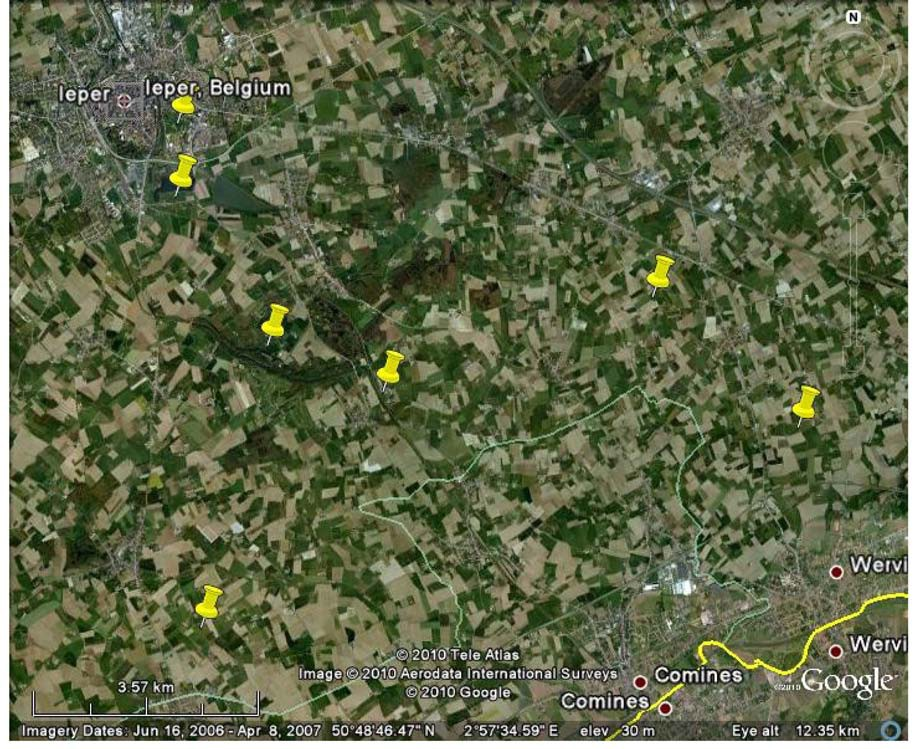 N
Ieper
Ieper, Belgium
Wervi
Wervi
© 2010 Tele Atlas
Image © 2010 Aerodata International Surveys
© 2010 Google
Comines
Comines
©2010 Google
3.57 km
Imagery Dates: Jun 16, 2006 - Apr 8, 2007 50°48'46.47" N 2°57'34.59" E elev 30 m Eye alt 12.35 km